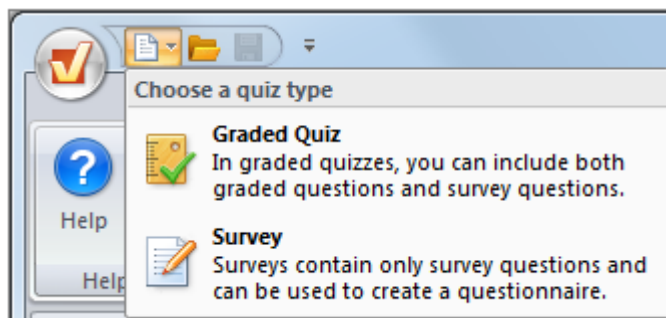 Choose a quiz type
Graded Quiz
In graded quizzes, you can include both
graded questions and survey questions.
Help
Survey
Surveys contain only survey questions and
can be used to create a questionnaire.
Help